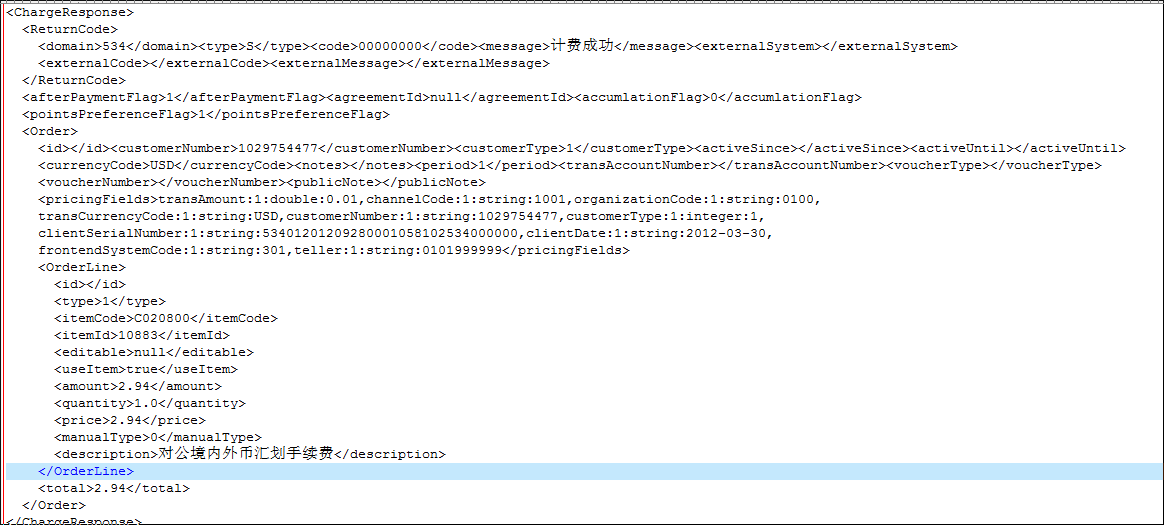 <ChargeResponse>
<ReturnCode>
<domain>534</domain><type>S</type><code>00000000</code><message>计费成功</message><externalSystem></externalSystem>
<externalCode></externalCode><externalMessage></externalMessage>
</ReturnCode>
<afterPaymentFlag>1</afterPaymentFlag><agreementId>null</agreementId><accumlationFlag>0</accumlationFlag>
<pointsPreferenceFlag>1</pointsPreferenceFlag>
<Order>
<id></id><customerNumber>1029754477</customerNumber><customerType>1</customerType><activeSince></activeSince><activeUntil></activeUntil>
<currencyCode>USD</currencyCode><notes></notes><period>1</period><transAccountNumber></transAccountNumber><voucherType></voucherType>
<voucherNumber></voucherNumber><publicNote></publicNote>
<pricingFields>transAmount:1:double:0.01,channelCode:1:string:1001,organizationCode:1:string:0100,
transCurrencyCode:1:string:USD,customerNumber:1:string:1029754477,customerType:1:integer:1,
clientSerialNumber:1:string:53401201209280001058102534000000,clientDate:1:string:2012-03-30,
frontendSystemCode:1:string:301,teller:1:string:0101999999</pricingFields>
<OrderLine>
<id></id>
<type>1</type>
<itemCode>C020800</itemCode>
<itemId>10883</itemId>
<editable>null</editable>
<useItem>true</useItem>
<amount>2.94</amount>
<quantity>1.0</quantity>
<price>2.94</price>
<manualType>0</manualType>
<description>对公境内外币汇划手续费</description>
</OrderLine>
<total>2.94</total>
</Order>
</ChargeResponse>